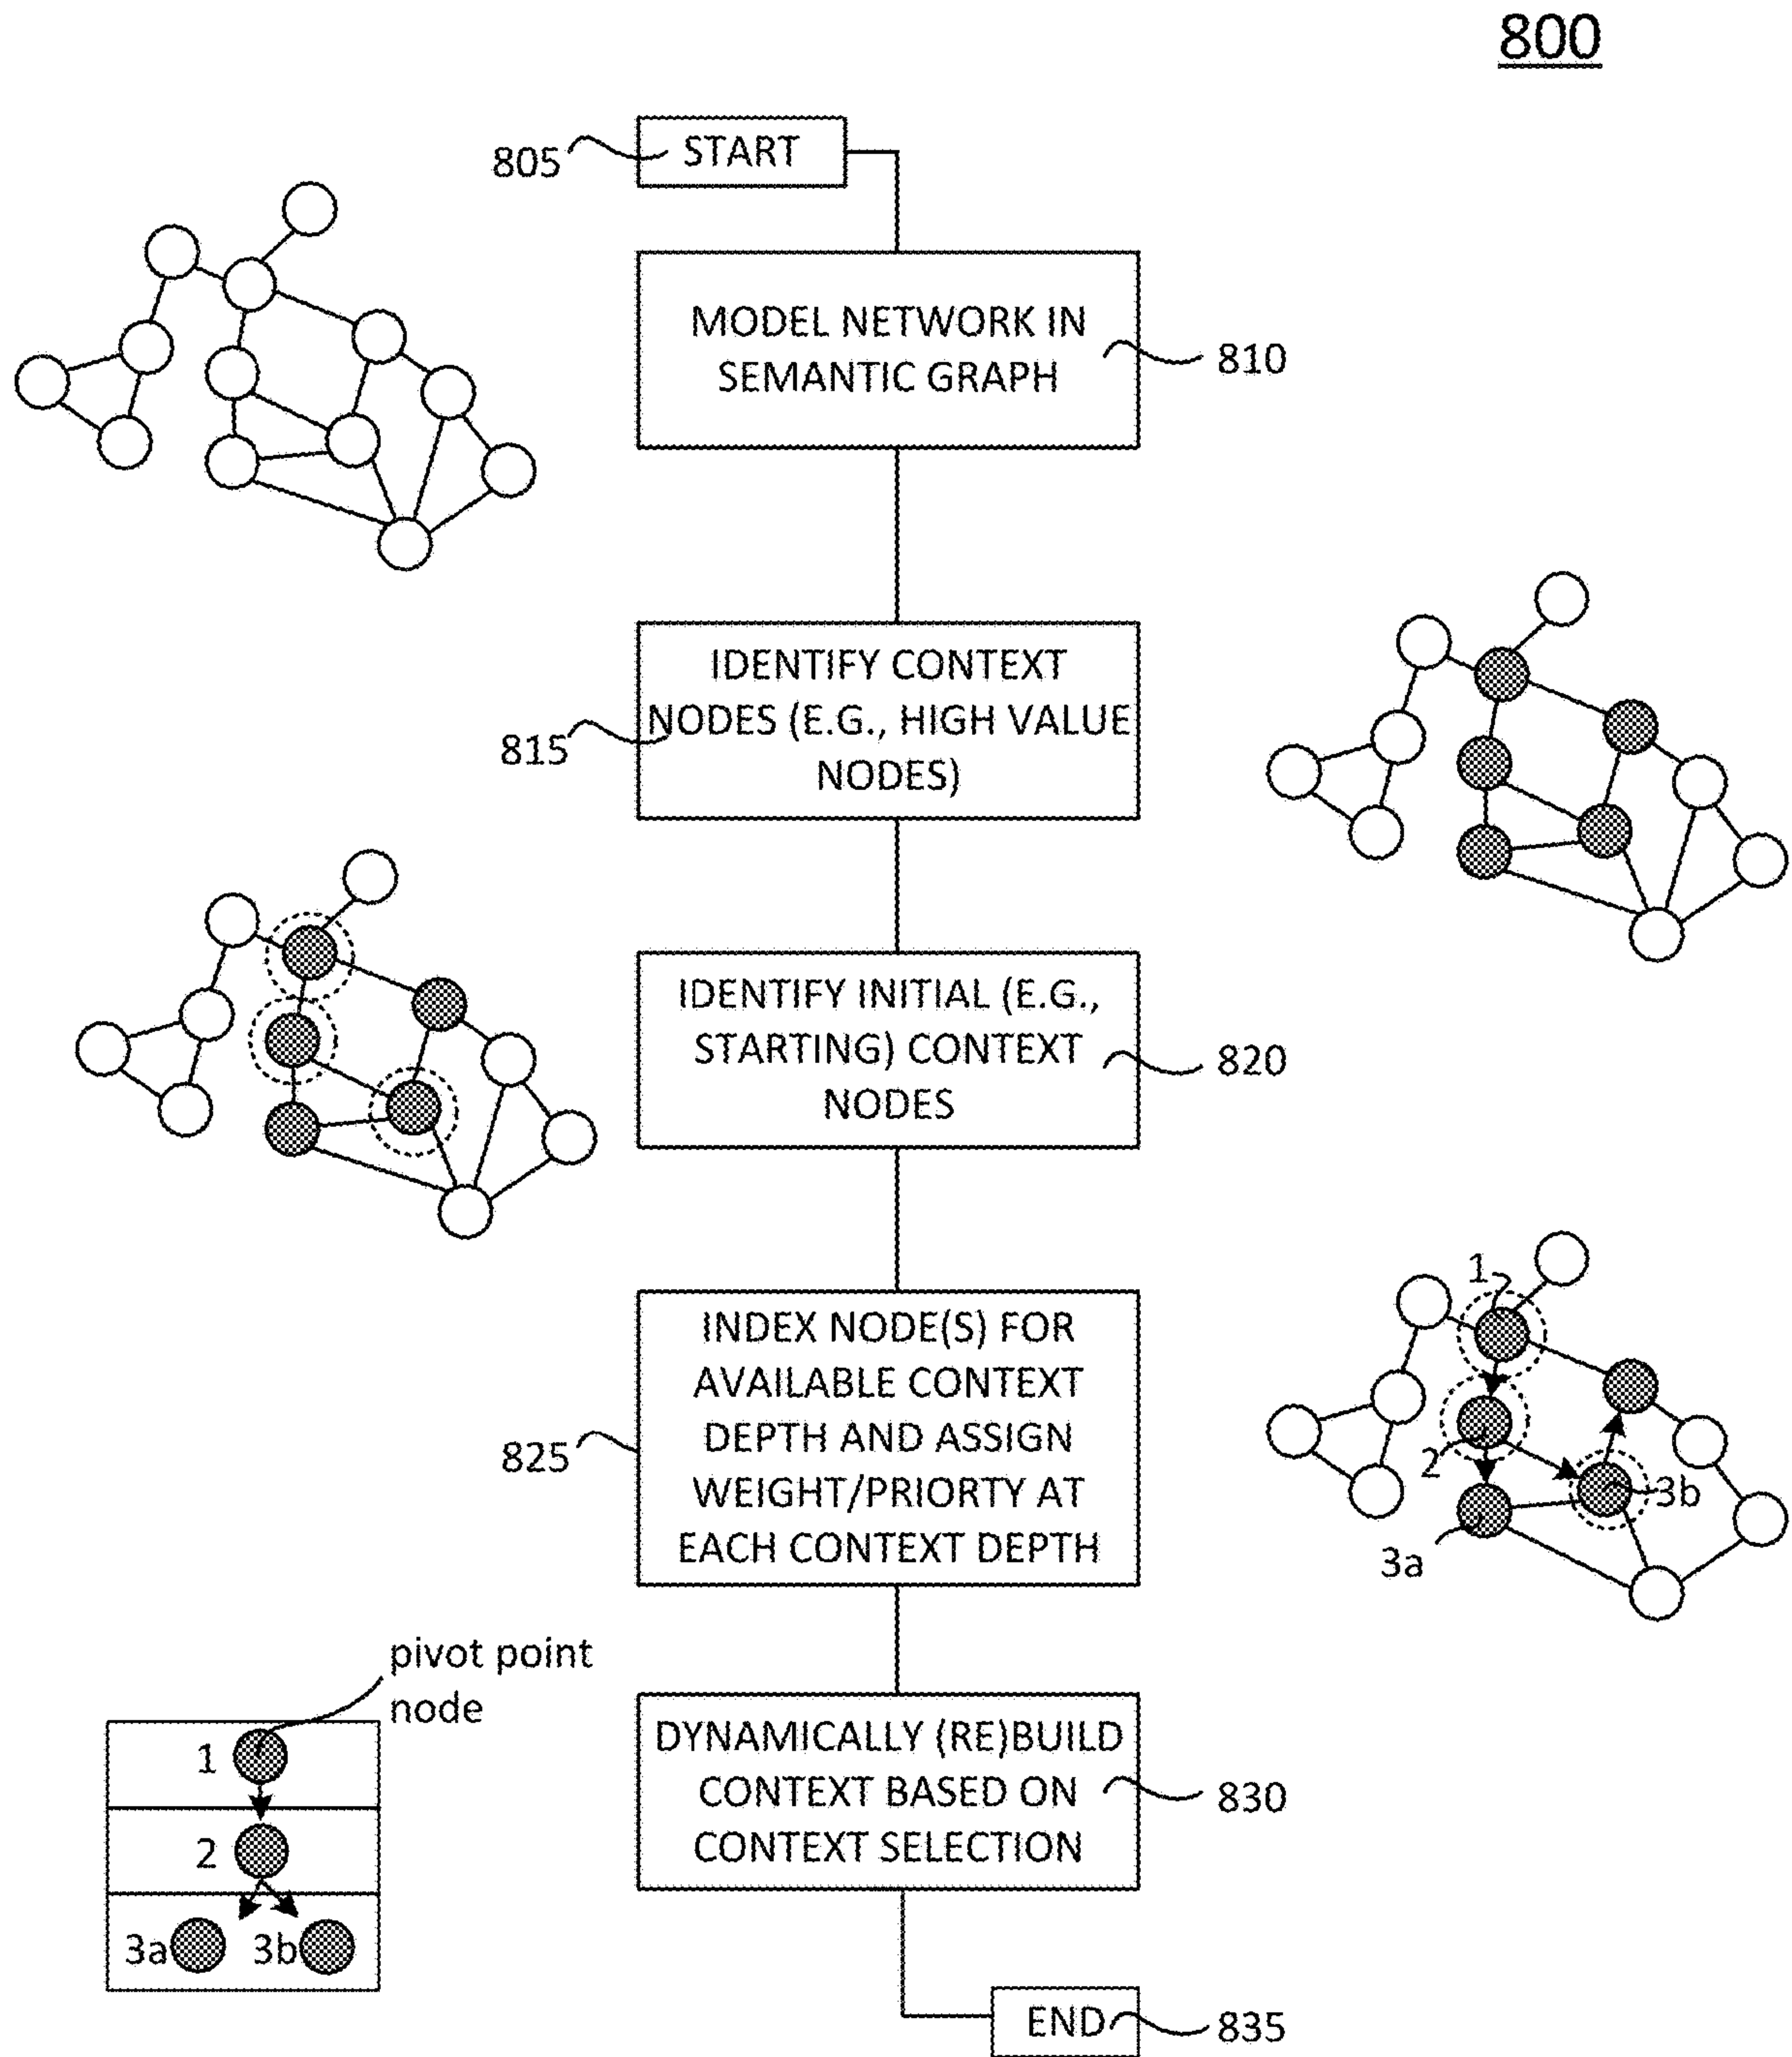 800
START
805
MODEL NETWORK IN
SEMANTIC GRAPH
810
IDENTIFY CONTEXT
NODES (E.G., HIGH VALUE
NODES)
815
IDENTIFY INITIAL (E.G.,
STARTING) CONTEXT
NODES
820
INDEX NODE(S) FOR
AVAILABLE CONTEXT
DEPTH AND ASSIGN
WEIGHT/PRIORTY AT
EACH CONTEXT DEPTH
825
1
2
3b
3a
pivot point
node
1
2
3a 3b
DYNAMICALLY (RE)BUILD
CONTEXT BASED ON
CONTEXT SELECTION
830
END
835